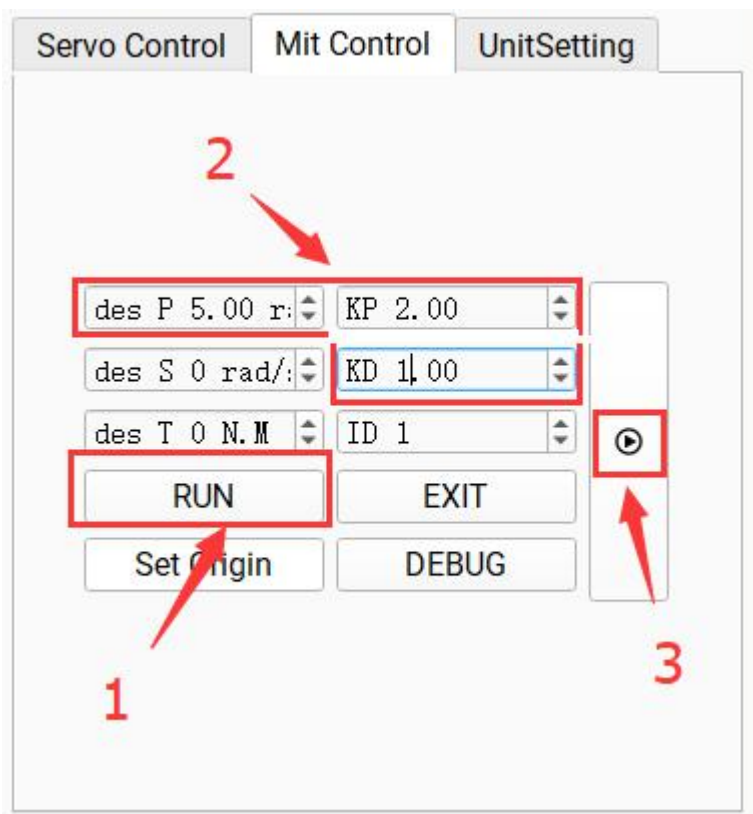 Servo Control Mit Control UnitSetting
2
des P 5.00 r KP 2.00
des S 0 rad/ KD 1.00
des T 0 N.M ID 1
RUN EXIT
Set Origin DEBUG
1
3